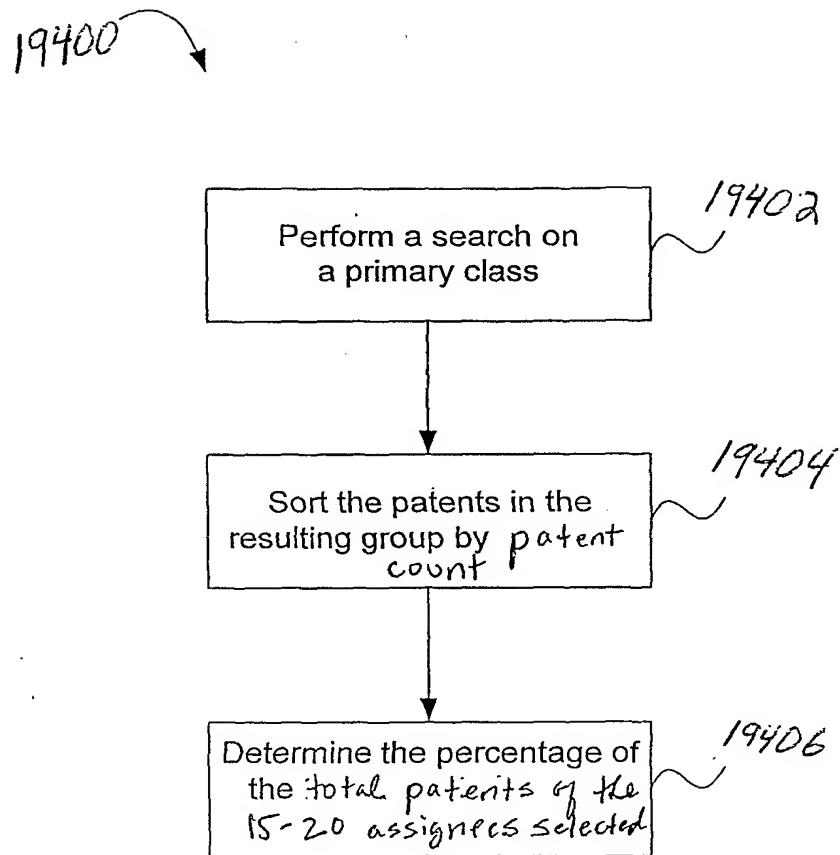 19400
19402
Perform a search on
a primary class
19404
Sort the patents in the
resulting group by patent
count
19406
Determine the percentage of
the total patents of the
15-20 assignees selected